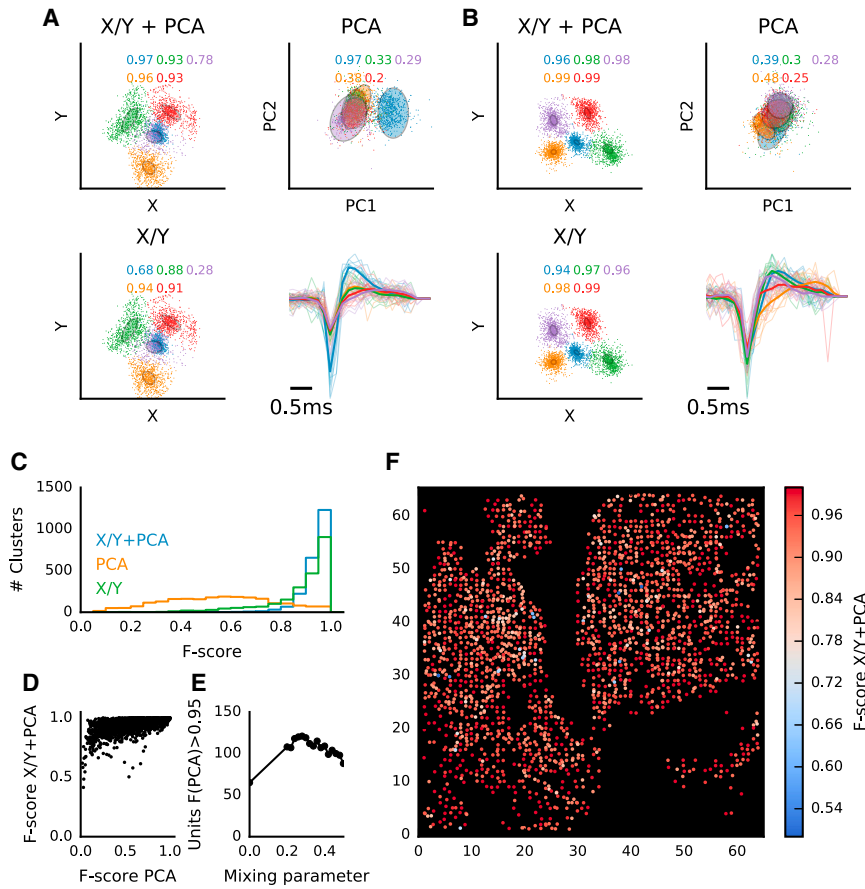 A
X/Y + PCA
0.97 0.93 0.78
0.96 0.93
Y
X
PCA
0.97 0.33 0.29
0.38 0.2
PC2
PC1
X/Y
0.68 0.88 0.28
0.94 0.91
Y
X
0.5ms
B
X/Y + PCA
0.96 0.98 0.98
0.99 0.99
Y
X
PCA
0.39 0.3 0.28
0.48 0.25
PC2
PC1
X/Y
0.94 0.97 0.96
0.98 0.99
Y
X
0.5ms
C
1500
1000
500
0
# Clusters
X/Y+PCA
PCA
X/Y
0.0 0.2 0.4 0.6 0.8 1.0
F-score
D
1.0
0.5
0.0
F-score X/Y+PCA
0.0 0.5 1.0
F-score PCA
E
150
100
50
0
Units F(PCA)>0.95
0.0 0.2 0.4
Mixing parameter
F
60
50
40
30
20
10
0
0 10 20 30 40 50 60
0.96
0.90
0.84
0.78
0.72
0.66
0.60
0.54
F-score X/Y+PCA